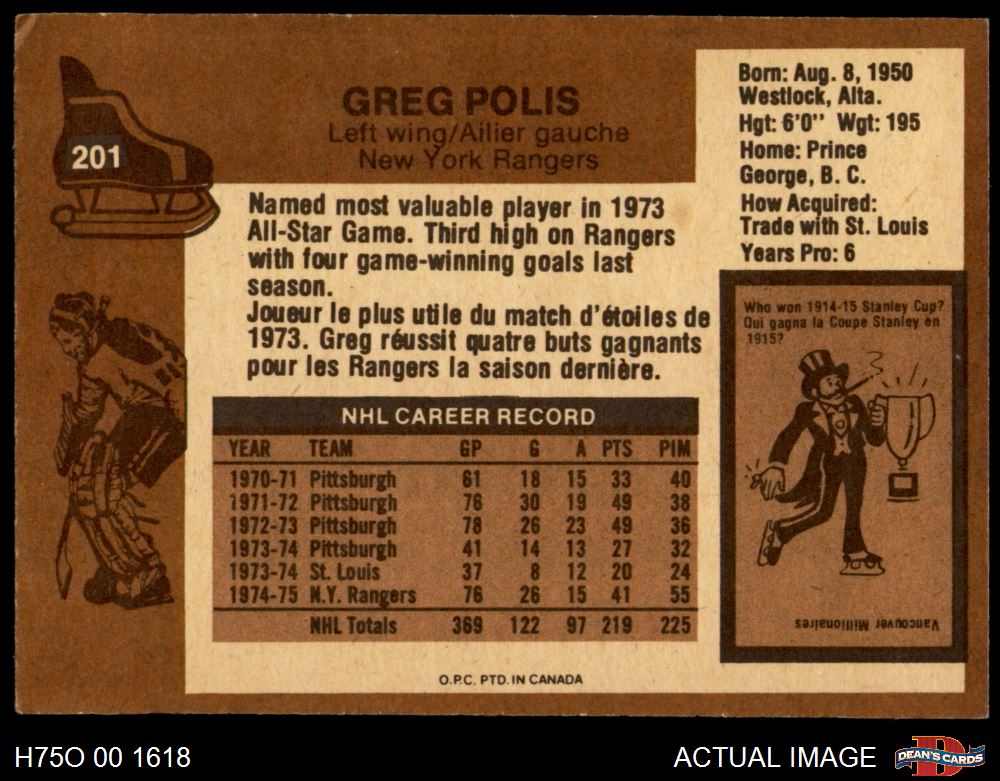 201
GREG POLIS
Left wing/Ailier gauche
New York Rangers
Born: Aug. 8, 1950
Westlock, Alta.
Hgt: 6'0'' Wgt: 195
Home: Prince
George, B. C.
How Acquired:
Trade with St. Louis
Years Pro: 6
Named most valuable player in 1973
All-Star Game. Third high on Rangers
with four game-winning goals last
season.
Joueur le plus utile du match d'étoiles de
1973. Greg réussit quatre buts gagnants
pour les Rangers la saison dernière.
Who won 1914-15 Stanley Cup?
Qui gagna la Coupe Stanley en
1915?
Vancouver Millionaires
NHL CAREER RECORD
YEAR TEAM GP G A PTS PIM
1970-71 Pittsburgh 61 18 15 33 40
1971-72 Pittsburgh 76 30 19 49 38
1972-73 Pittsburgh 78 26 23 49 36
1973-74 Pittsburgh 41 14 13 27 32
1973-74 St. Louis 37 8 12 20 24
1974-75 N.Y. Rangers 76 26 15 41 55
NHL Totals 369 122 97 219 225
O.P.C. PTD. IN CANADA
H75O 00 1618
ACTUAL IMAGE
D
DEAN'S CARDS